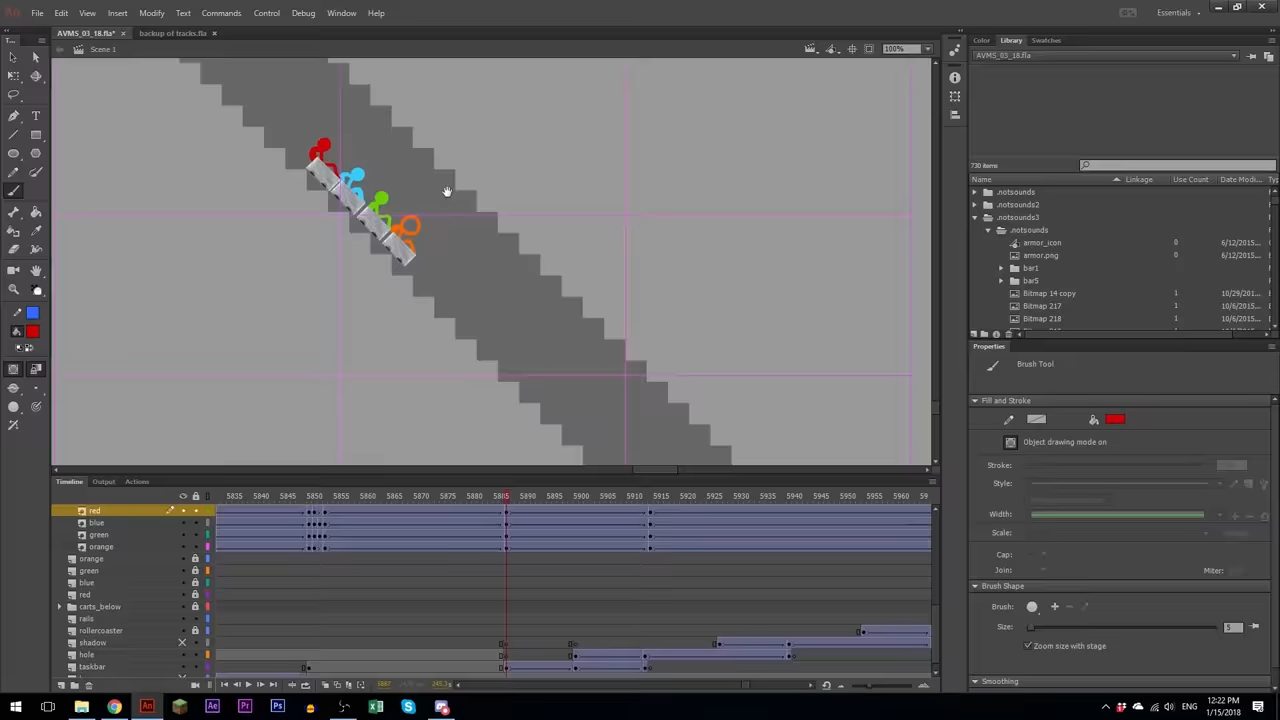 An File Edit View Insert Modify Text Commands Control Debug Window Help Essentials
AVMS_03_18.fla* × backup of tracks.fla ×
Scene 1 100%
Color Library Swatches
AVMS_03_18.fla
730 items
Name Linkage Use Count Date Modi... Ty
.notsounds
.notsounds2
.notsounds3
.notsounds
armor_icon 0 6/12/2015...
armor.png 0 6/12/2015...
bar1
bar5
Bitmap 14 copy 1 10/29/201...
Bitmap 217 1 10/6/2015...
Bitmap 218 1 10/6/2015...
Properties
Brush Tool
Fill and Stroke
Object drawing mode on
Stroke:
Style:
Width:
Scale:
Cap:
Join: Miter:
Brush Shape
Brush:
Size: 5
Zoom size with stage
Smoothing
Timeline Output Actions
5835 5840 5845 5850 5855 5860 5865 5870 5875 5880 5885 5890 5895 5900 5905 5910 5915 5920 5925 5930 5935 5940 5945 5950 5955 5960 59
red
blue
green
orange
orange
green
blue
red
carts_below
rails
rollercoaster
shadow
hole
taskbar
12:22 PM
1/15/2018